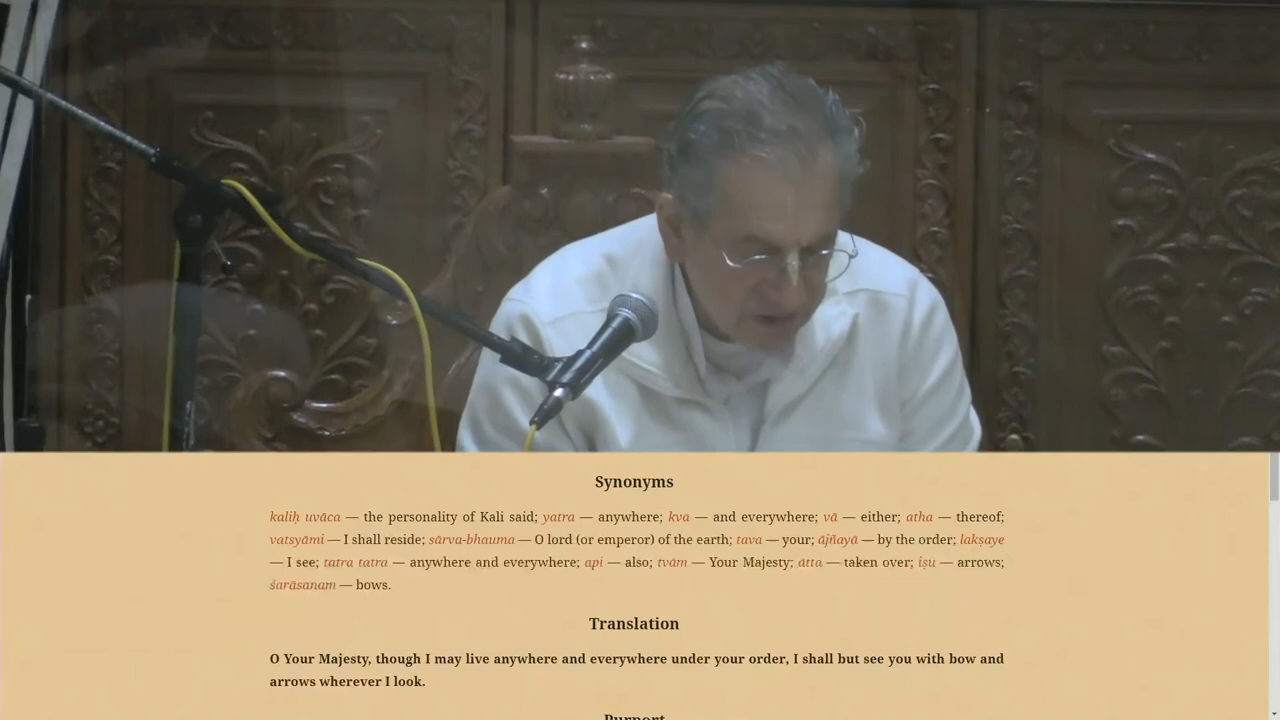 Synonyms
kaliḥ uvāca — the personality of Kali said; yatra — anywhere; kva — and everywhere; vā — either; atha — thereof;
vatsyāmi — I shall reside; sārva-bhauma — O lord (or emperor) of the earth; tava — your; ājñayā — by the order; lakṣaye
— I see; tatra tatra — anywhere and everywhere; api — also; tvām — Your Majesty; ātta — taken over; iṣu — arrows;
śarāsanam — bows.
Translation
O Your Majesty, though I may live anywhere and everywhere under your order, I shall but see you with bow and
arrows wherever I look.
Purport